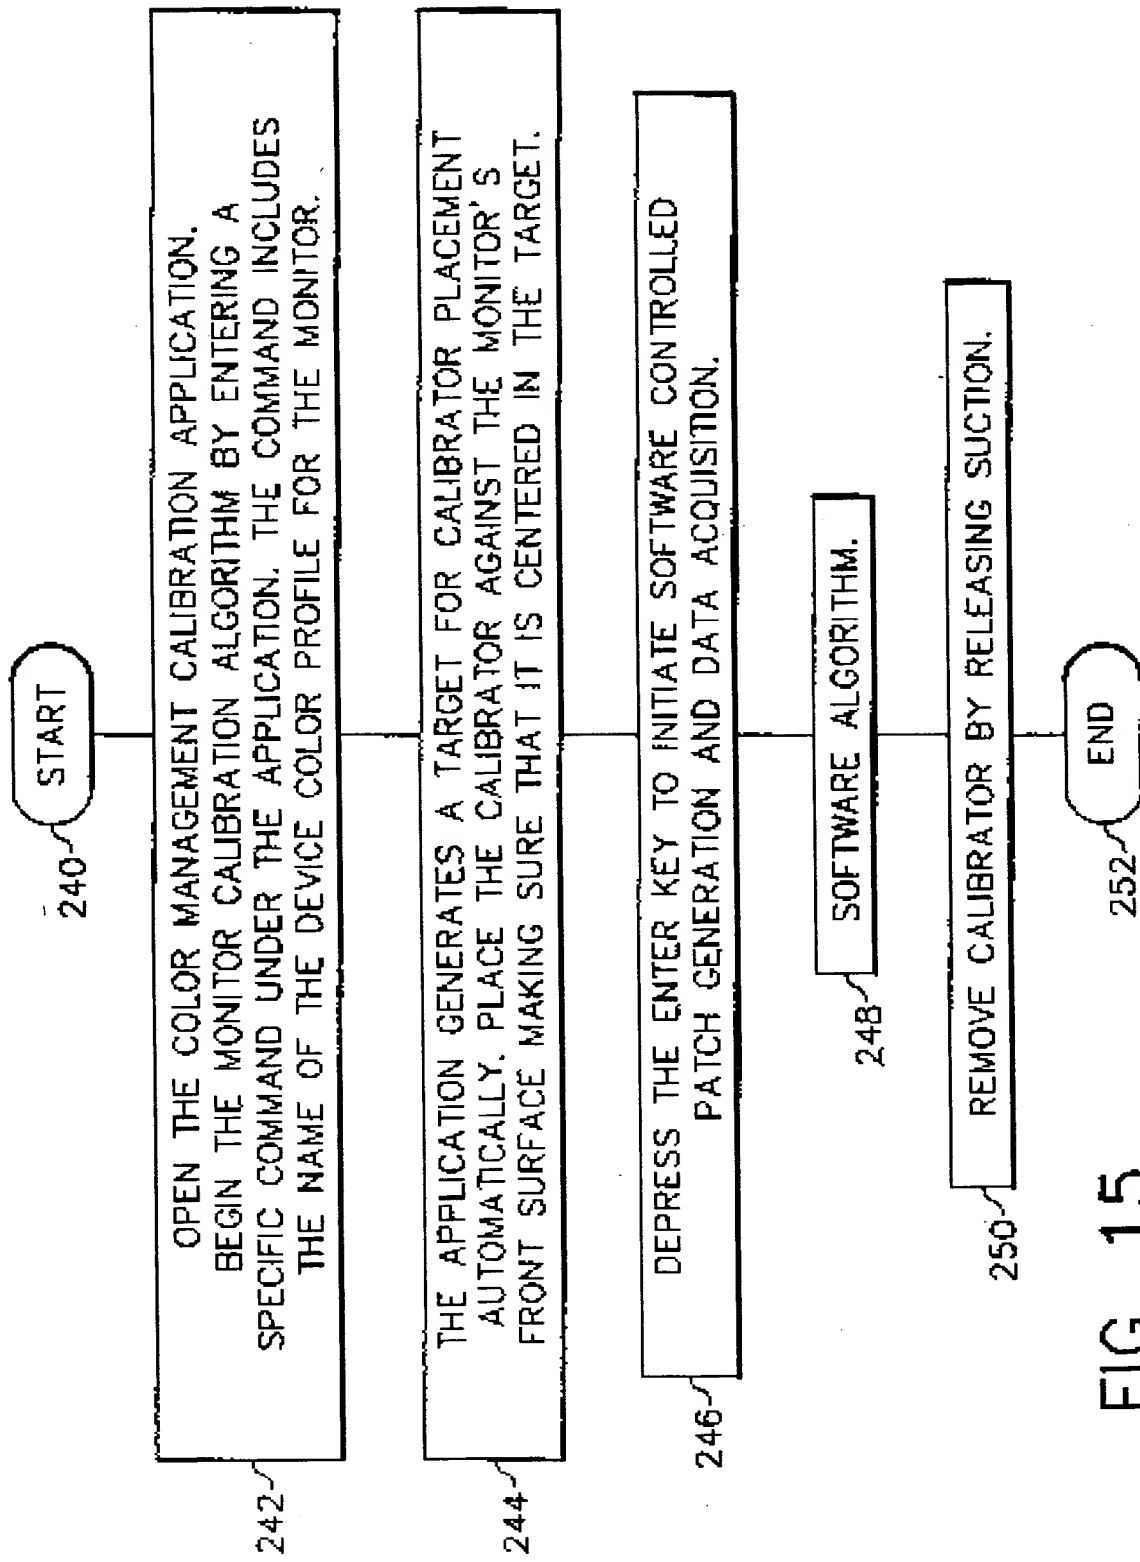 START
240
OPEN THE COLOR MANAGEMENT CALIBRATION APPLICATION.
BEGIN THE MONITOR CALIBRATION ALGORITHM BY ENTERING A
SPECIFIC COMMAND UNDER THE APPLICATION. THE COMMAND INCLUDES
THE NAME OF THE DEVICE COLOR PROFILE FOR THE MONITOR.
242
THE APPLICATION GENERATES A TARGET FOR CALIBRATOR PLACEMENT
AUTOMATICALLY. PLACE THE CALIBRATOR AGAINST THE MONITOR'S
FRONT SURFACE MAKING SURE THAT IT IS CENTERED IN THE TARGET.
244
DEPRESS THE ENTER KEY TO INITIATE SOFTWARE CONTROLLED
PATCH GENERATION AND DATA ACQUISITION.
246
SOFTWARE ALGORITHM.
248
REMOVE CALIBRATOR BY RELEASING SUCTION.
250
END
252
FIG 15